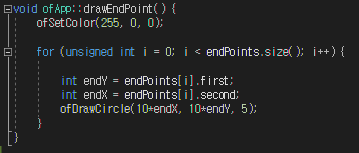 void ofApp::drawEndPoint() {
ofSetColor(255, 0, 0);
for (unsigned int i = 0; i < endPoints.size(); i++) {
int endY = endPoints[i].first;
int endX = endPoints[i].second;
ofDrawCircle(10*endX, 10*endY, 5);
}
}